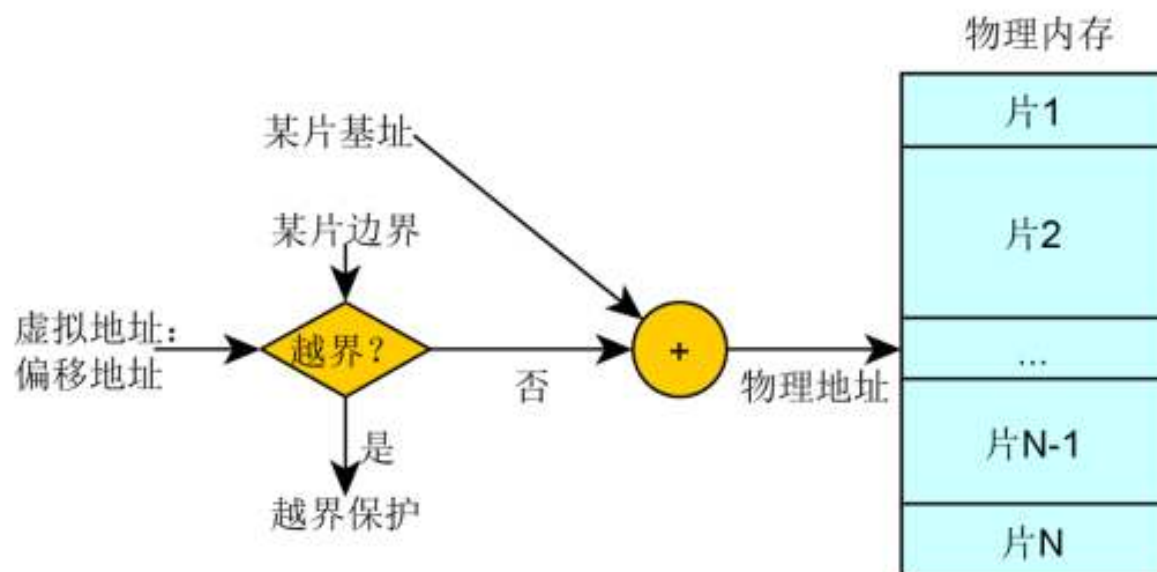 物理内存
片1
某片基址
某片边界
片2
虚拟地址：
偏移地址
越界？
+
...
否
物理地址
片N-1
是
越界保护
片N